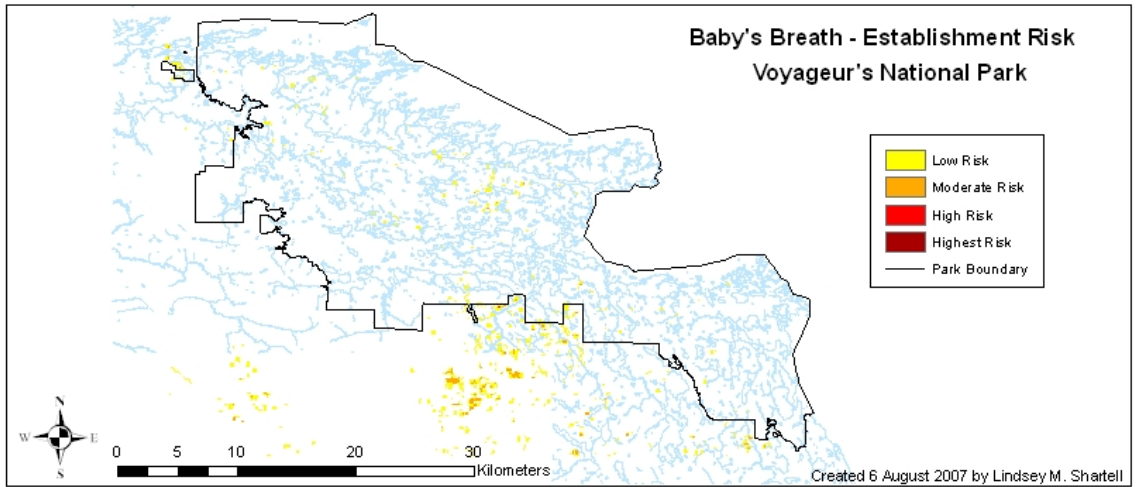 Baby's Breath - Establishment Risk
Voyageur's National Park
Low Risk
Moderate Risk
High Risk
Highest Risk
Park Boundary
N
W E
S
0 5 10 20 30
Kilometers
Created 6 August 2007 by Lindsey M. Shartell